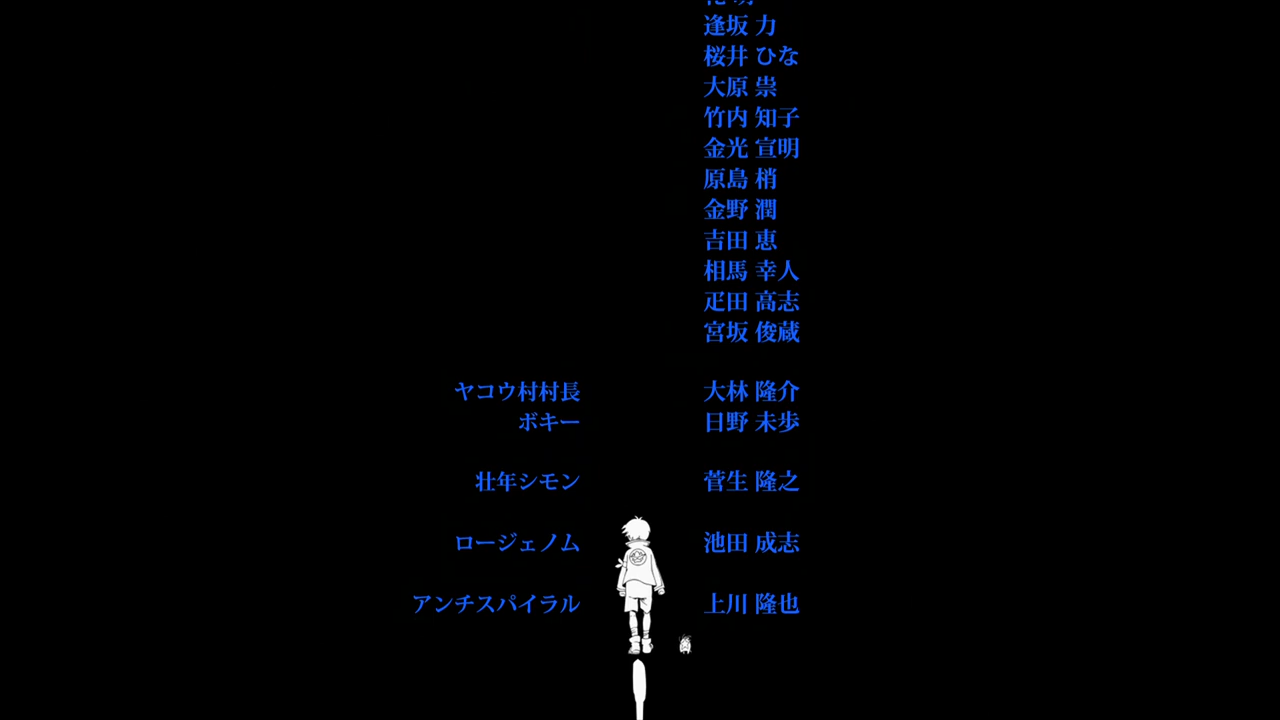 逢坂 力
桜井 ひな
大原 崇
竹内 知子
金光 宣明
原島 梢
金野 潤
吉田 恵
相馬 幸人
疋田 高志
宮坂 俊蔵
ヤコウ村村長 大林 隆介
ボキー 日野 未歩
壮年シモン 菅生 隆之
ロージェノム 池田 成志
アンチスパイラル 上川 隆也